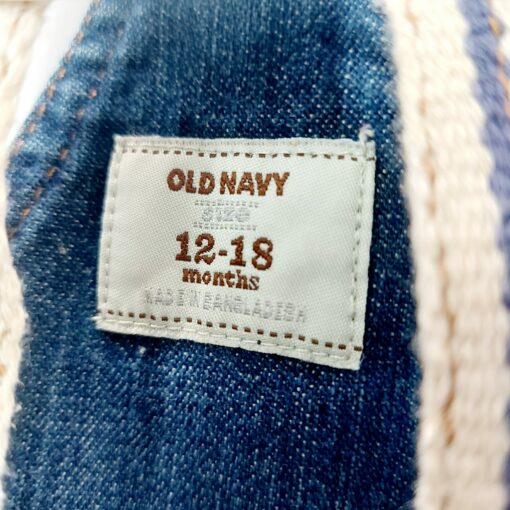 OLD NAVY
SIZE
12-18
months
MADE IN BANGLADESH